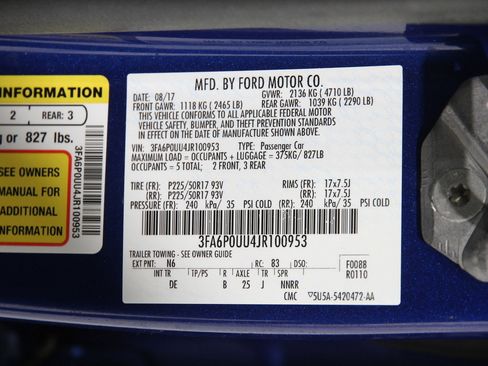 INFORMATION
2 REAR: 3
or 827 lbs.
SEE OWNERS
MANUAL FOR
ADDITIONAL
INFORMATION
3FA6P0UU4JR100953
MFD. BY FORD MOTOR CO.
DATE: 08/17 GVWR: 2136 KG ( 4710 LB)
FRONT GAWR: 1118 KG ( 2465 LB) REAR GAWR: 1039 KG ( 2290 LB)
THIS VEHICLE CONFORMS TO ALL APPLICABLE FEDERAL MOTOR
VEHICLE SAFETY, BUMPER, AND THEFT PREVENTION STANDARDS
IN EFFECT ON THE DATE OF MANUFACTURE SHOWN ABOVE.
VIN: 3FA6P0UU4JR100953 TYPE: Passenger Car
MAXIMUM LOAD = OCCUPANTS + LUGGAGE = 375KG/ 827LB
OCCUPANTS = 5 TOTAL; 2 FRONT, 3 REAR
TIRE (FR): P225/50R17 93V RIMS (FR): 17x7.5J
(RR): P225/50R17 93V (RR): 17x7.5J
PRESSURE (FR): 240 kPa/ 35 PSI COLD (RR): 240 kPa/ 35 PSI COLD
3FA6P0UU4JR100953
TRAILER TOWING - SEE OWNER GUIDE
EXT PNT: N6 RC: 83 DSO: F0088
R0110
INT TR TP/PS R AXLE TR SPR
DE B 25 J NNRR
CMC ▽5U5A-5420472-AA